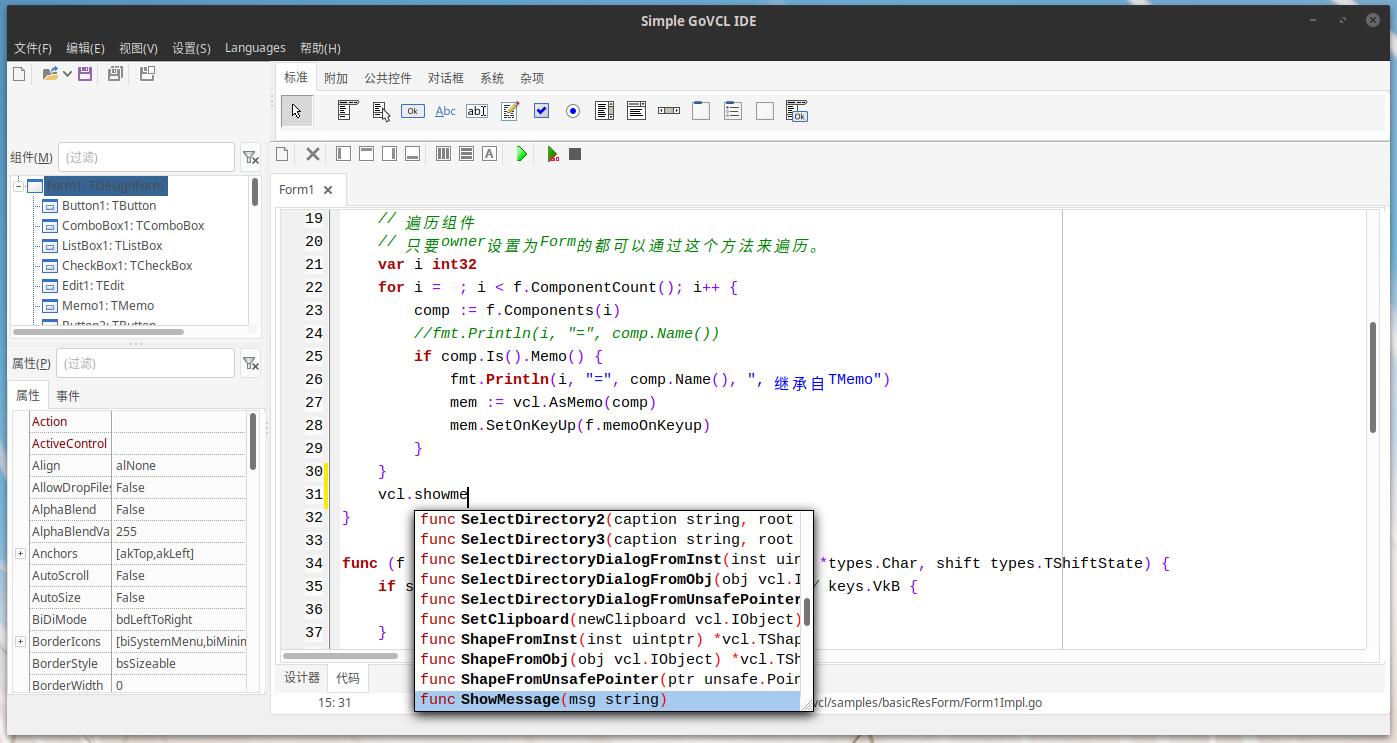 Simple GoVCL IDE
文件(F) 编辑(E) 视图(V) 设置(S) Languages 帮助(H)
标准 附加 公共控件 对话框 系统 杂项
Ok Abc ab Ok
组件(M) (过滤)
A
Form1: TDesignForm
Button1: TButton
ComboBox1: TComboBox
ListBox1: TListBox
CheckBox1: TCheckBox
Edit1: TEdit
Memo1: TMemo
Button2: TButton
属性(P) (过滤)
属性 事件
Action
ActiveControl
Align alNone
AllowDropFiles False
AlphaBlend False
AlphaBlendVa 255
Anchors [akTop,akLeft]
AutoScroll False
AutoSize False
BiDiMode bdLeftToRight
BorderIcons [biSystemMenu,biMinin
BorderStyle bsSizeable
BorderWidth 0
Form1
19 // 遍历组件
20 // 只要owner设置为Form的都可以通过这个方法来遍历。
21 var i int32
22 for i = ; i < f.ComponentCount(); i++ {
23 comp := f.Components(i)
24 //fmt.Println(i, "=", comp.Name())
25 if comp.Is().Memo() {
26 fmt.Println(i, "=", comp.Name(), ", 继承自TMemo")
27 mem := vcl.AsMemo(comp)
28 mem.SetOnKeyUp(f.memoOnKeyup)
29 }
30 }
31 vcl.showme
32 }
33
34 func (f *types.Char, shift types.TShiftState) {
35 if s / keys.VkB {
36
37 }
func SelectDirectory2(caption string, root
func SelectDirectory3(caption string, root
func SelectDirectoryDialogFromInst(inst uin
func SelectDirectoryDialogFromObj(obj vcl.I
func SelectDirectoryDialogFromUnsafePointer
func SetClipboard(newClipboard vcl.IObject)
func ShapeFromInst(inst uintptr) *vcl.TShap
func ShapeFromObj(obj vcl.IObject) *vcl.TSh
func ShapeFromUnsafePointer(ptr unsafe.Poin
func ShowMessage(msg string)
设计器 代码
15: 31 vcl/samples/basicResForm/Form1Impl.go